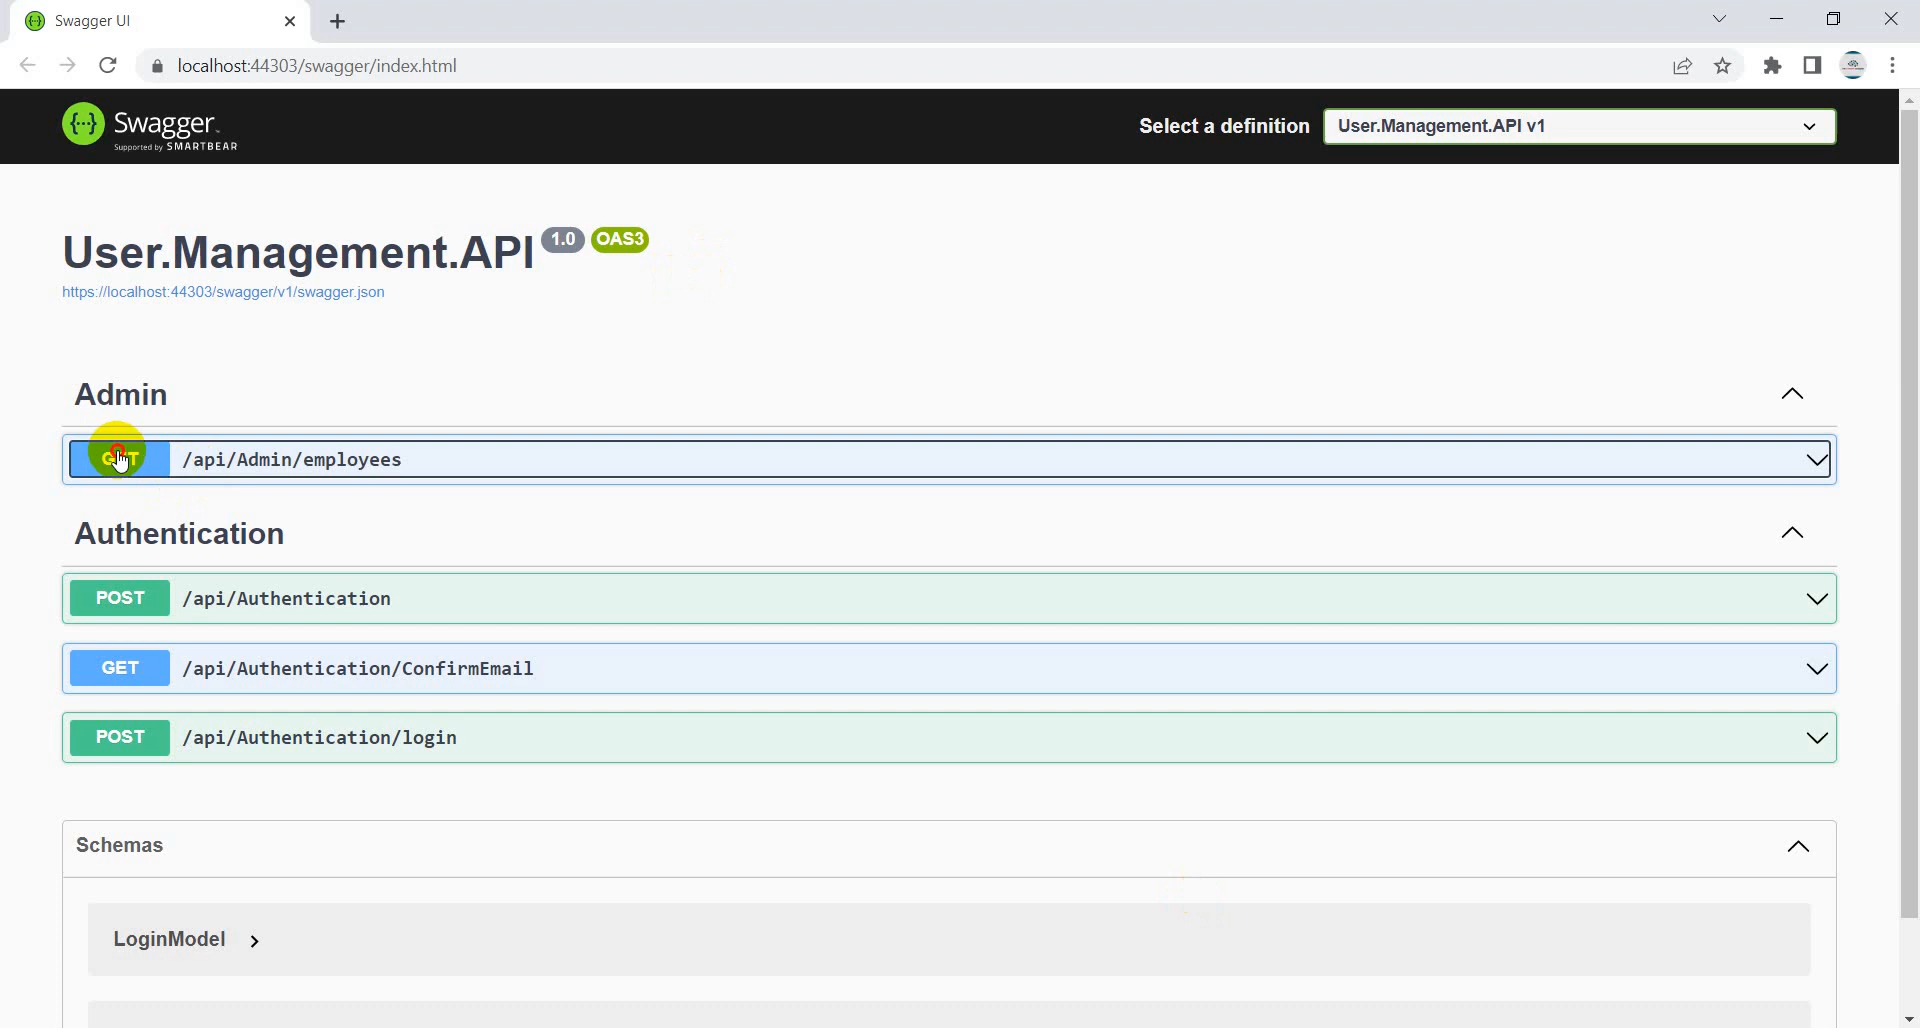 Swagger UI
localhost:44303/swagger/index.html
Swagger
Supported by SMARTBEAR
Select a definition
User.Management.API v1
User.Management.API 1.0 OAS3
https://localhost:44303/swagger/v1/swagger.json
Admin
GET /api/Admin/employees
Authentication
POST /api/Authentication
GET /api/Authentication/ConfirmEmail
POST /api/Authentication/login
Schemas
LoginModel